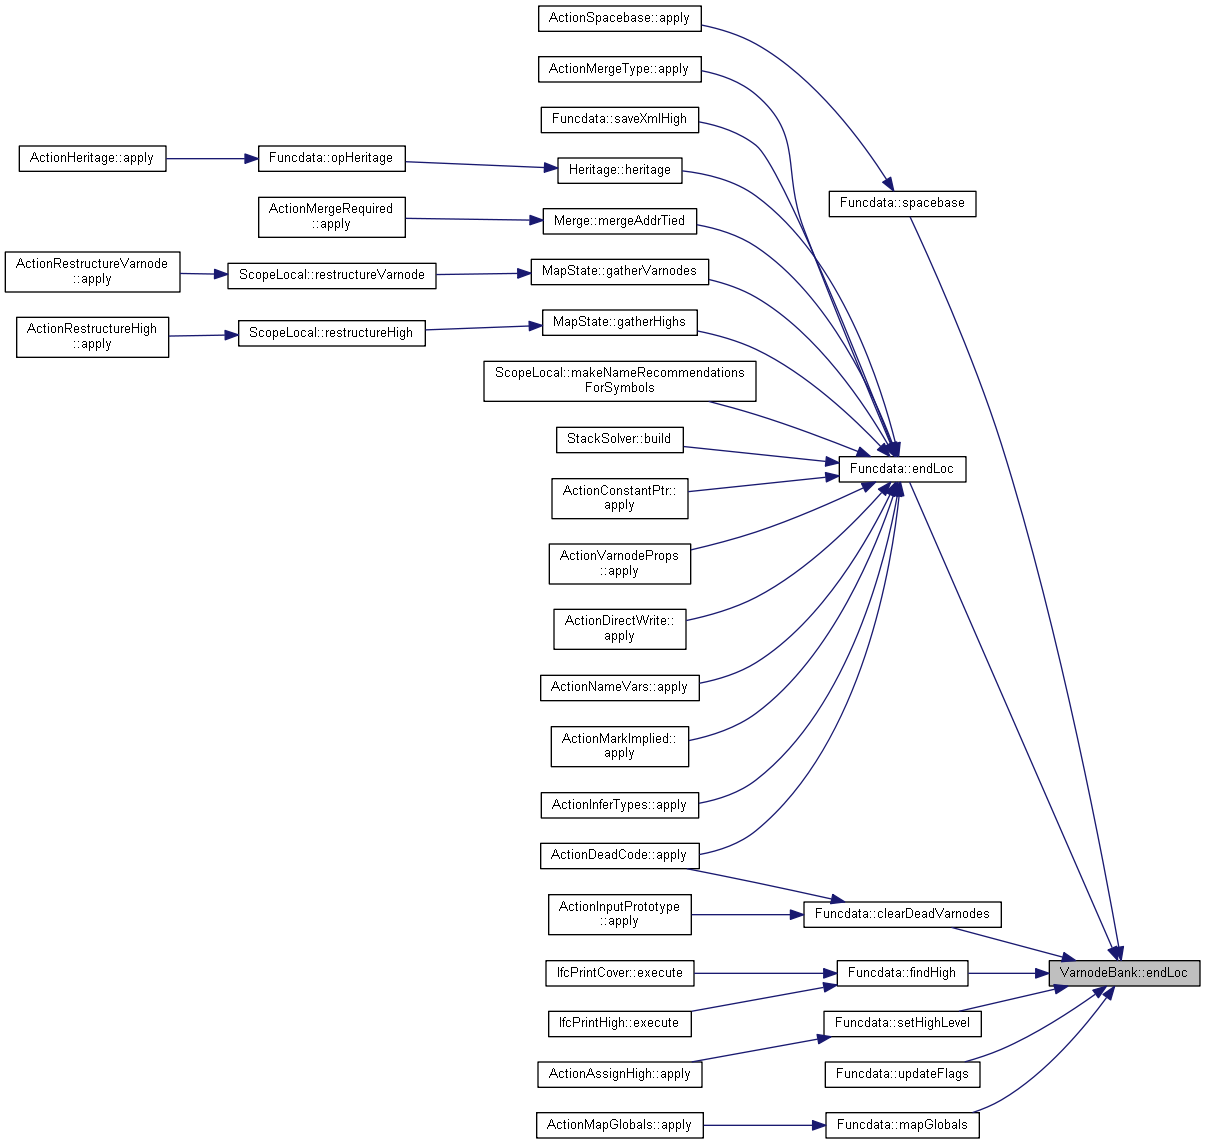 ActionSpacebase::apply
ActionMergeType::apply
Funcdata::saveXmlHigh
ActionHeritage::apply
Funcdata::opHeritage
Heritage::heritage
Funcdata::spacebase
ActionMergeRequired
::apply
Merge::mergeAddrTied
ActionRestructureVarnode
::apply
ScopeLocal::restructureVarnode
MapState::gatherVarnodes
ActionRestructureHigh
::apply
ScopeLocal::restructureHigh
MapState::gatherHighs
ScopeLocal::makeNameRecommendations
ForSymbols
StackSolver::build
Funcdata::endLoc
ActionConstantPtr::
apply
ActionVarnodeProps
::apply
ActionDirectWrite::
apply
ActionNameVars::apply
ActionMarkImplied::
apply
ActionInferTypes::apply
ActionDeadCode::apply
ActionInputPrototype
::apply
Funcdata::clearDeadVarnodes
IfcPrintCover::execute
Funcdata::findHigh
VarnodeBank::endLoc
IfcPrintHigh::execute
Funcdata::setHighLevel
ActionAssignHigh::apply
Funcdata::updateFlags
ActionMapGlobals::apply
Funcdata::mapGlobals